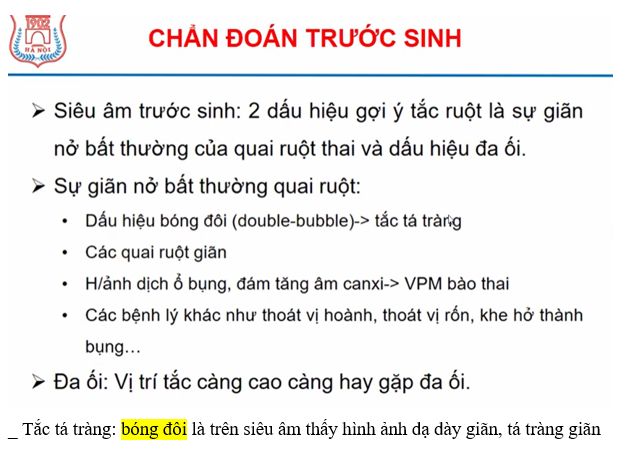 1902
HÀ NỘI
CHẨN ĐOÁN TRƯỚC SINH
➢ Siêu âm trước sinh: 2 dấu hiệu gợi ý tắc ruột là sự giãn
nở bất thường của quai ruột thai và dấu hiệu đa ối.
➢ Sự giãn nở bất thường quai ruột:
• Dấu hiệu bóng đôi (double-bubble)-> tắc tá tràng
• Các quai ruột giãn
• H/ảnh dịch ổ bụng, đám tăng âm canxi-> VPM bào thai
• Các bệnh lý khác như thoát vị hoành, thoát vị rốn, khe hở thành
bụng…
➢ Đa ối: Vị trí tắc càng cao càng hay gặp đa ối.
_ Tắc tá tràng: bóng đôi là trên siêu âm thấy hình ảnh dạ dày giãn, tá tràng giãn